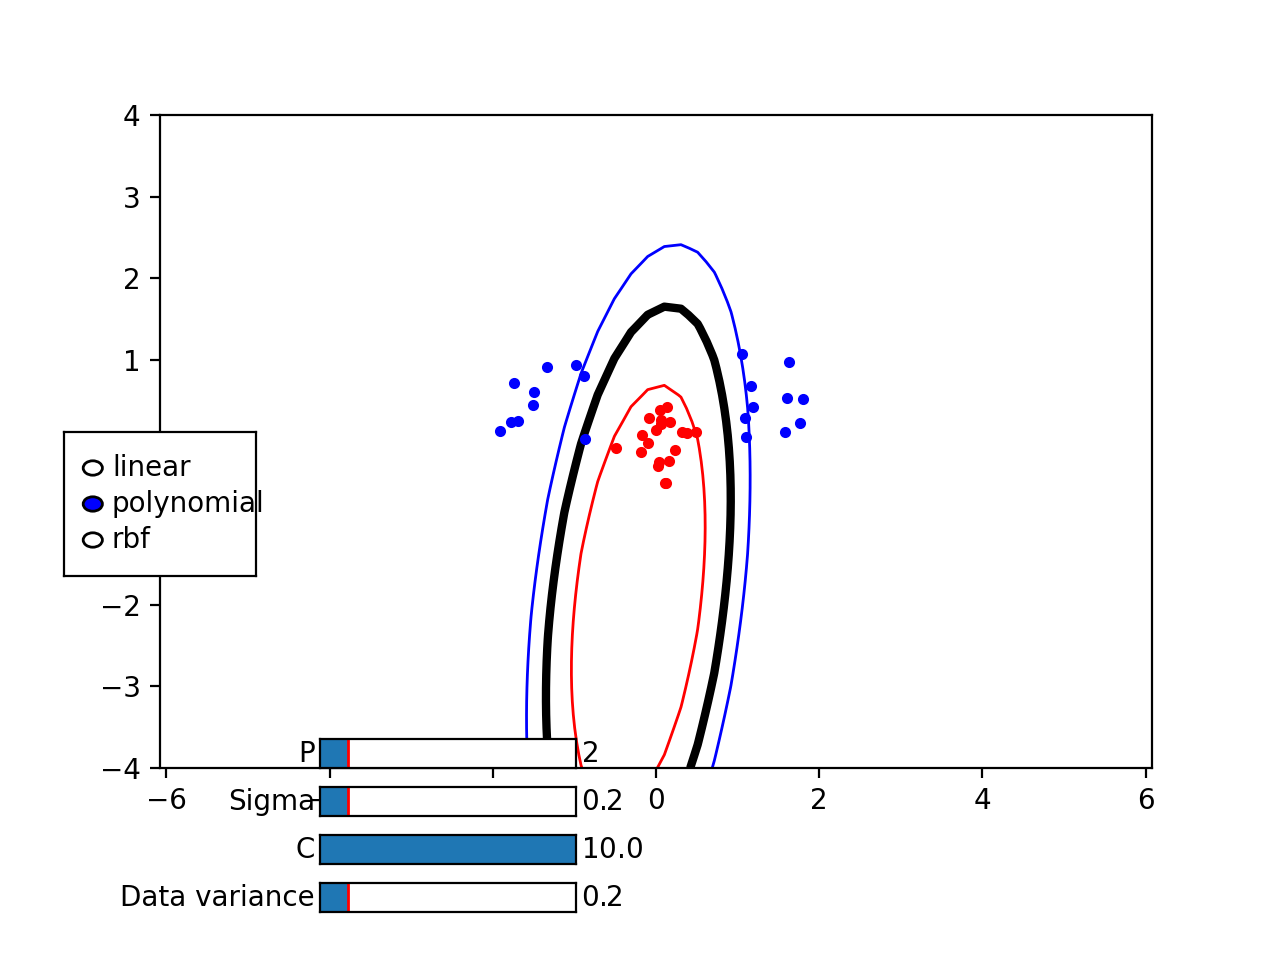 4
3
2
1
linear
polynomial
rbf
−2
−3
−4
P 2
−6 Sigma 0.2 0 2 4 6
C 10.0
Data variance 0.2